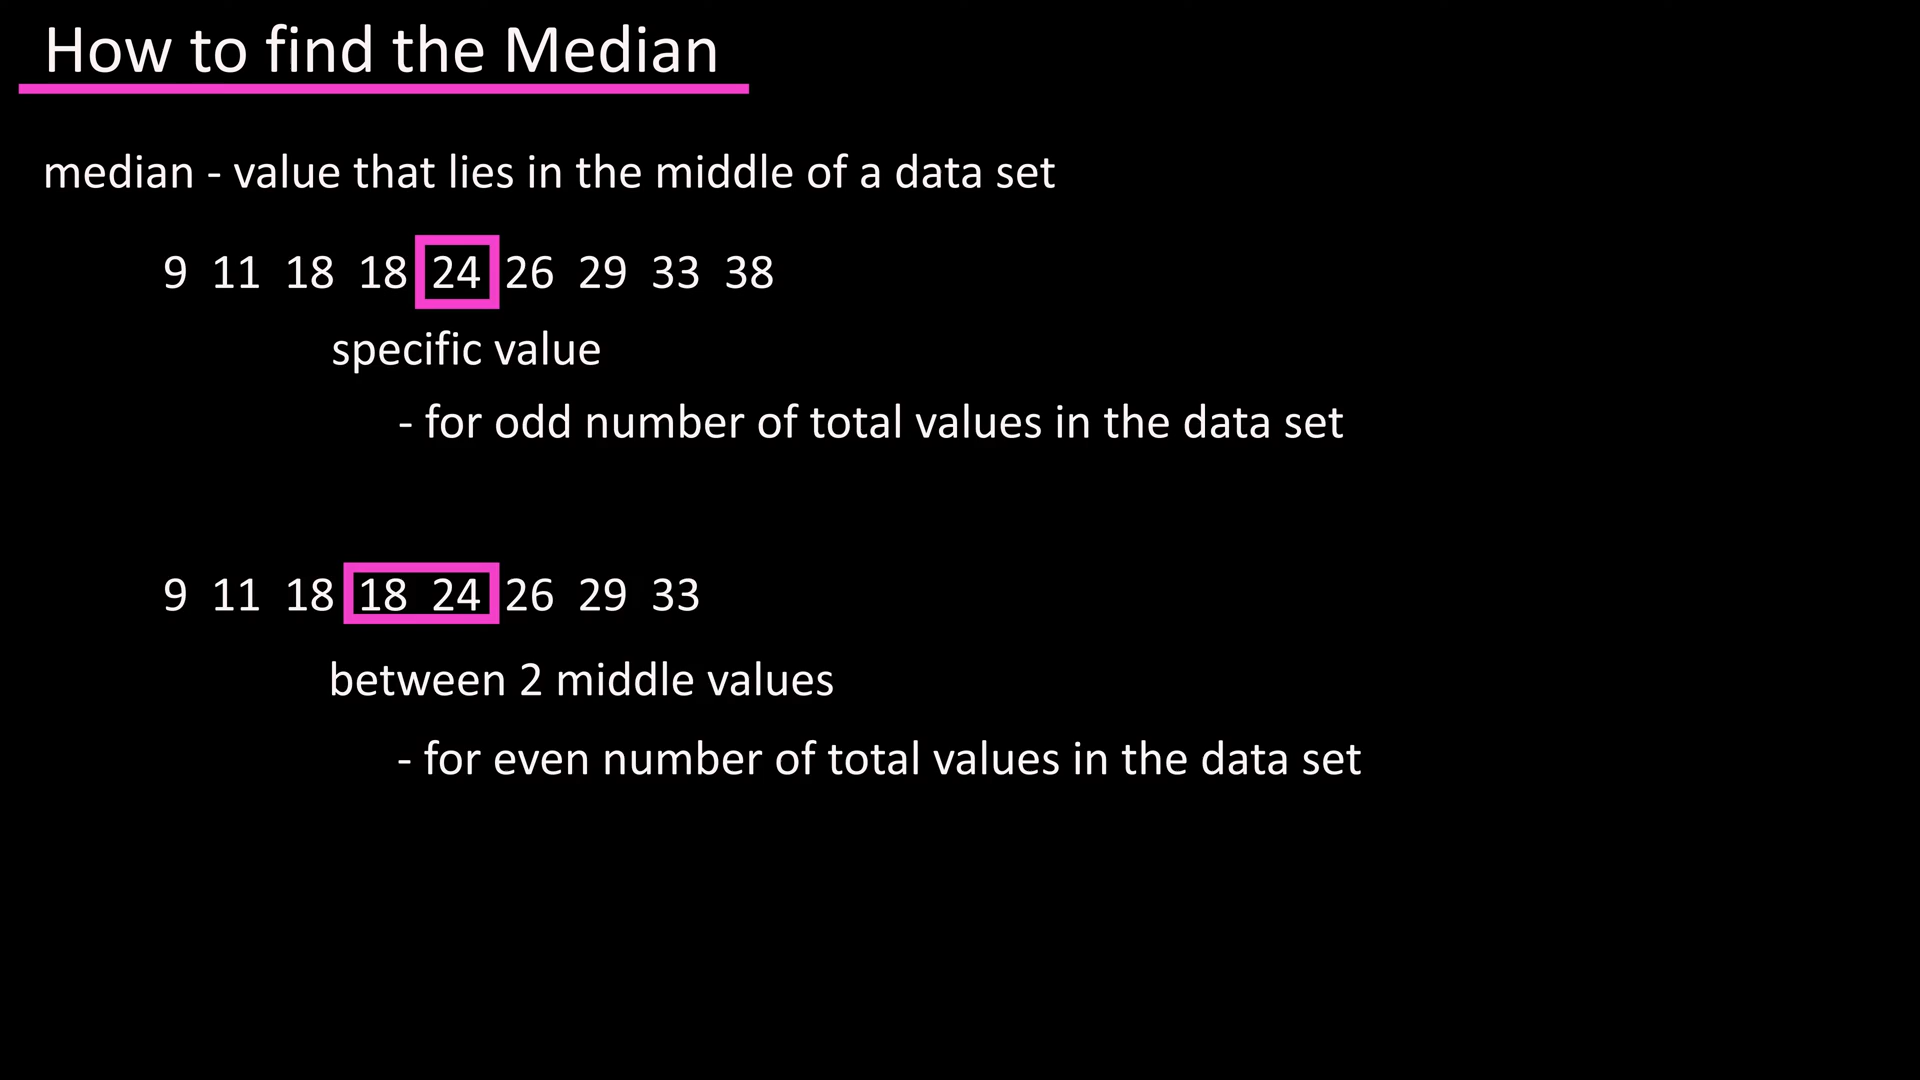 How to find the Median
median - value that lies in the middle of a data set
9 11 18 18 24 26 29 33 38
specific value
- for odd number of total values in the data set
9 11 18 18 24 26 29 33
between 2 middle values
- for even number of total values in the data set